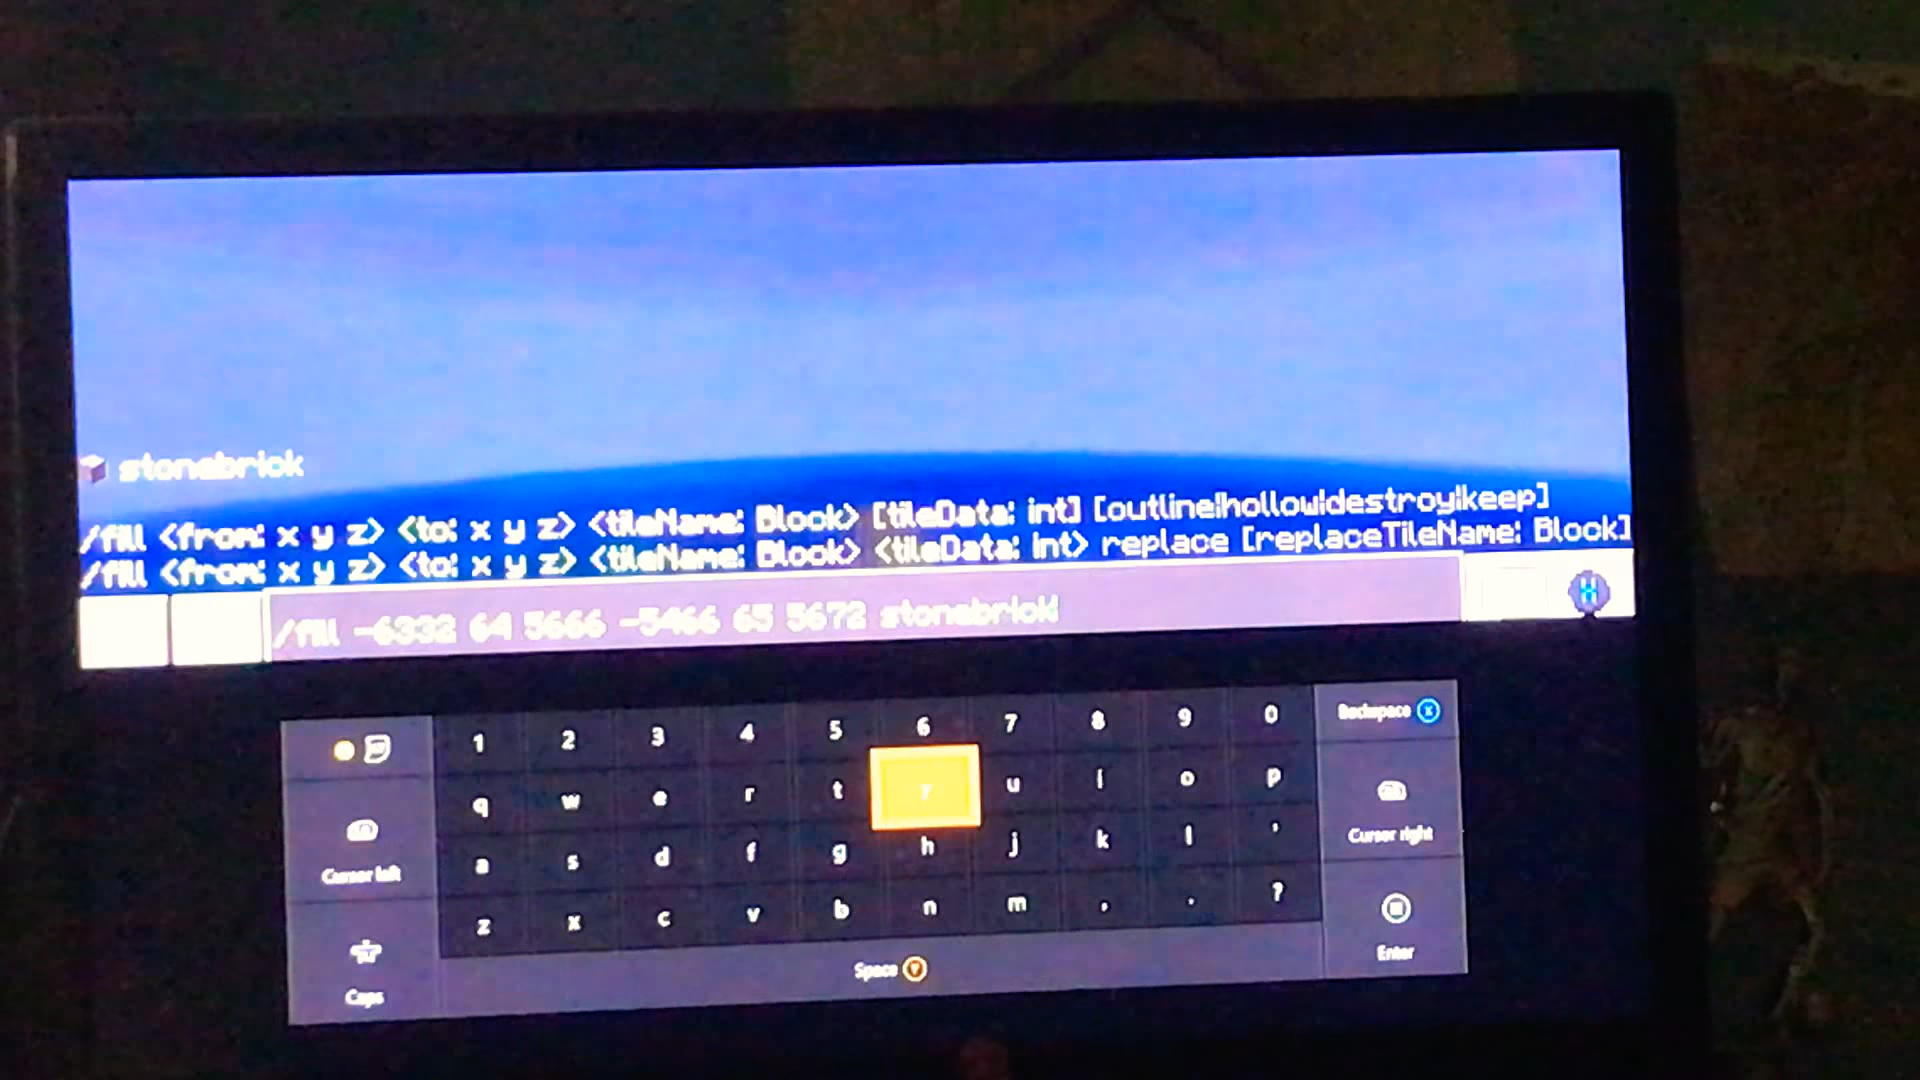 stonebrick
/fill <from: x y z> <to: x y z> <tileName: Block> [tileData: int] [outline|hollow|destroy|keep]
/fill <from: x y z> <to: x y z> <tileName: Block> <tileData: int> replace [replaceTileName: Block]
/fill -6332 64 5666 -5466 65 5672 stonebrick
1 2 3 4 5 6 7 8 9 0 Backspace X
q w e r t y u i o p
Cursor left a s d f g h j k l ' Cursor right
z x c v b n m , . ?
Caps Space Y Enter